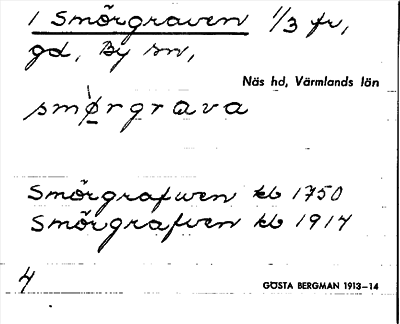 1 Smörgraven 1/3 fr,
gd, By sn,
Näs hd, Värmlands län
smørgrava
Smörgrafwen kb 1750
Smörgrafven kb 1914
4
GÖSTA BERGMAN 1913–14